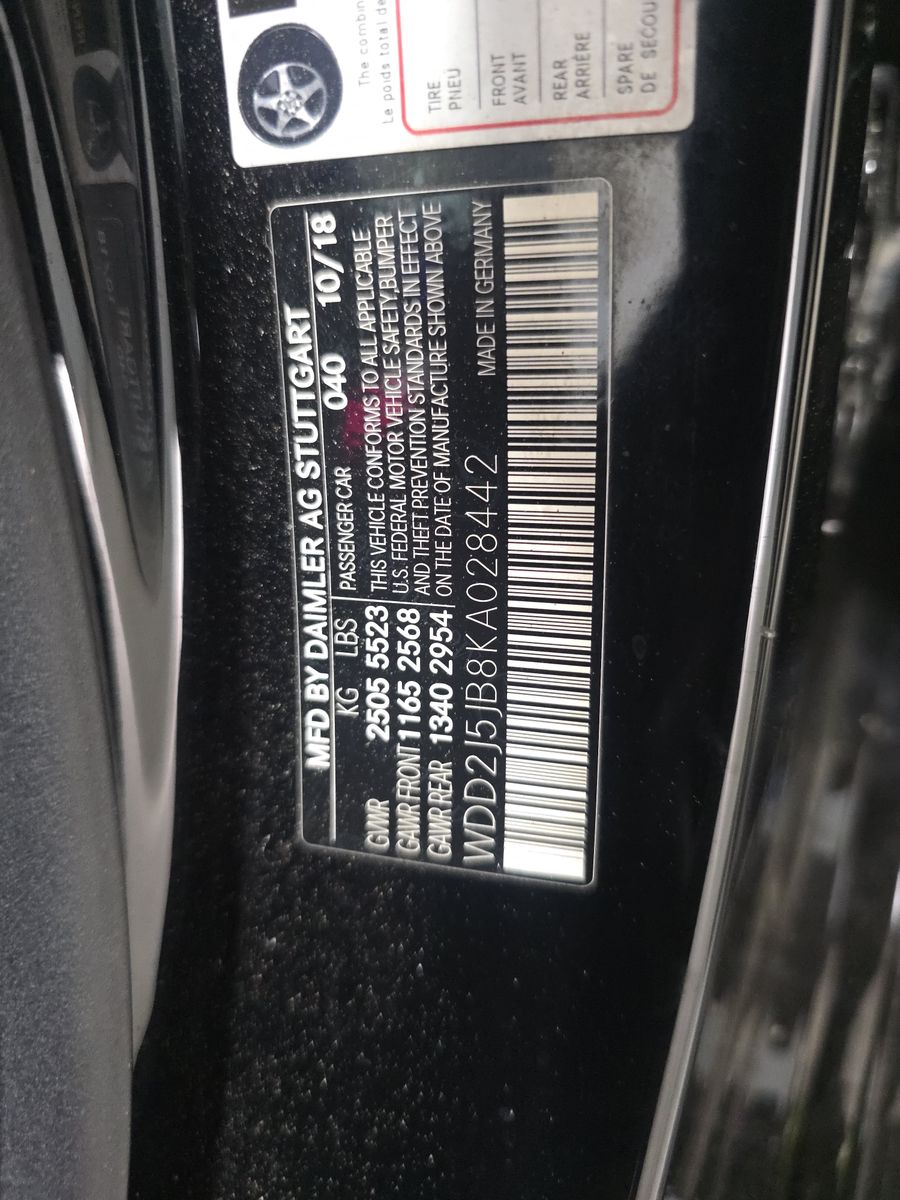 The combin
Le poids total de
TIRE
PNEU
FRONT
AVANT
REAR
ARRIÈRE
SPARE
DE SECOU
MFD BY DAIMLER AG STUTTGART
KG LBS 040 10/18
GVWR 2505 5523
GAWR FRONT 1165 2568
GAWR REAR 1340 2954
PASSENGER CAR
THIS VEHICLE CONFORMS TO ALL APPLICABLE
U.S. FEDERAL MOTOR VEHICLE SAFETY,BUMPER
AND THEFT PREVENTION STANDARDS IN EFFECT
ON THE DATE OF MANUFACTURE SHOWN ABOVE
WDD2J5JB8KA028442 MADE IN GERMANY